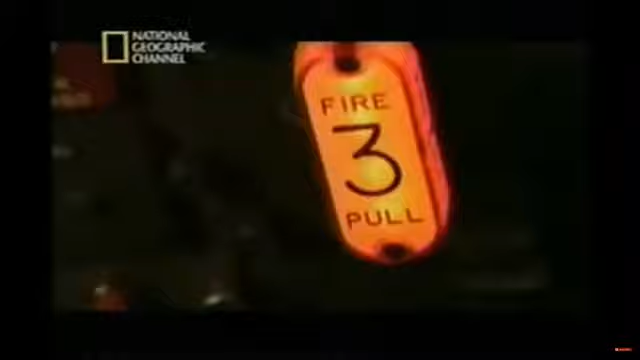 NATIONAL
GEOGRAPHIC
CHANNEL
FIRE
3
PULL